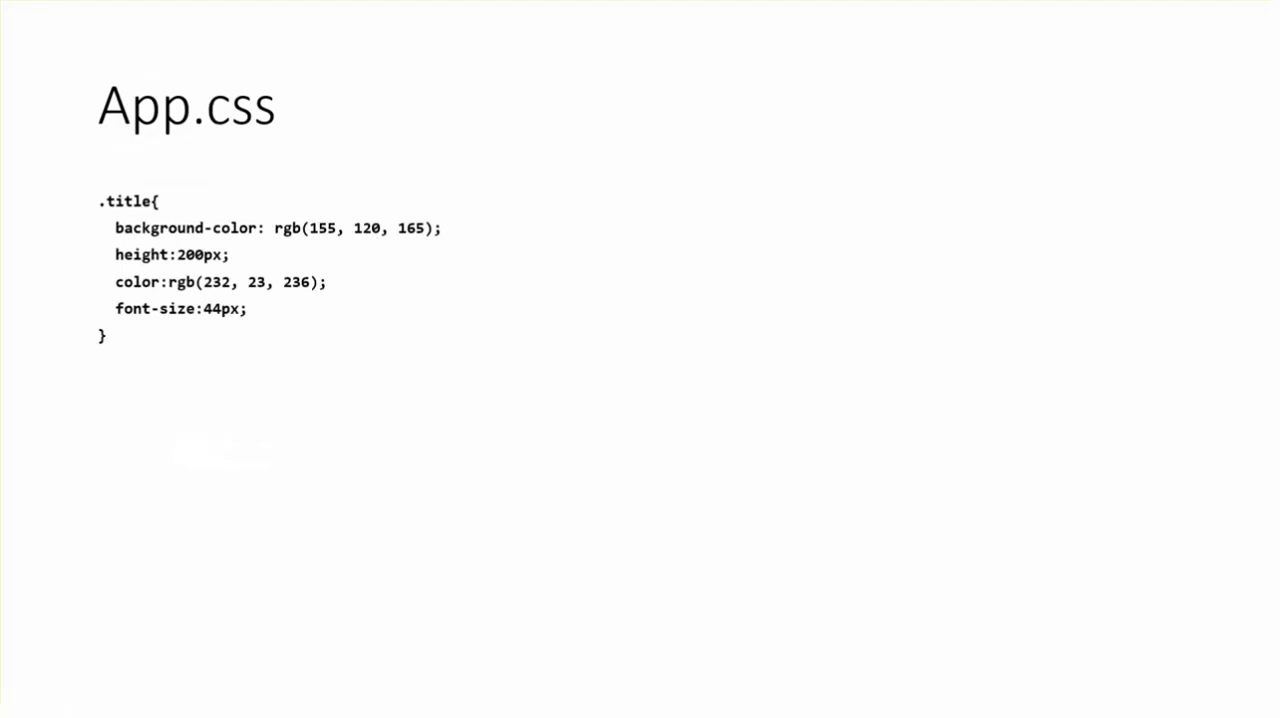 App.css
.title{
background-color: rgb(155, 120, 165);
height:200px;
color:rgb(232, 23, 236);
font-size:44px;
}